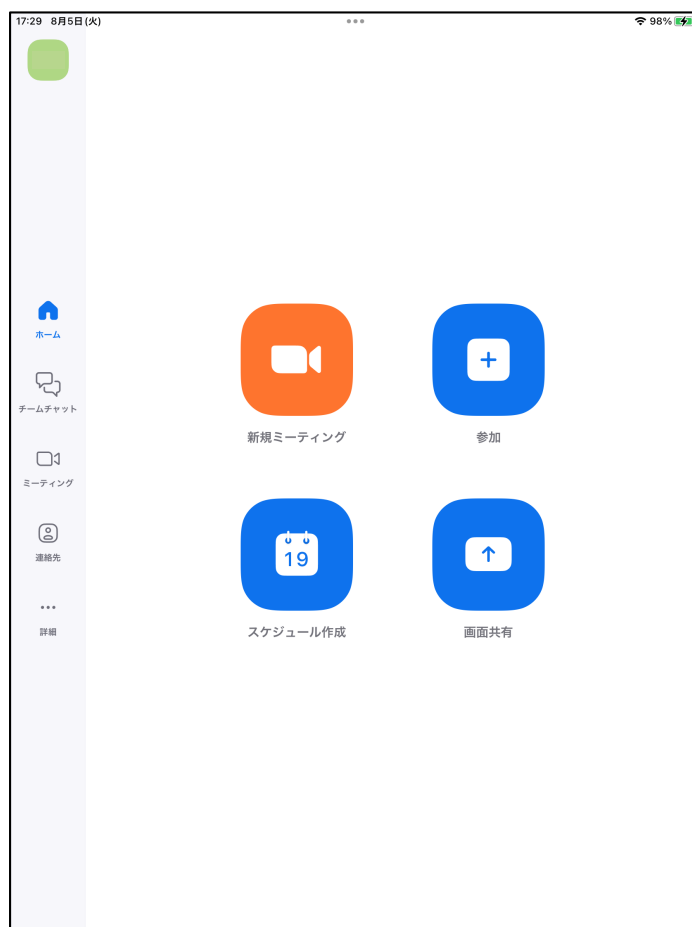 17:29 8月5日(火)
98%
ホーム
チームチャット
ミーティング
連絡先
詳細
新規ミーティング
参加
19
スケジュール作成
画面共有